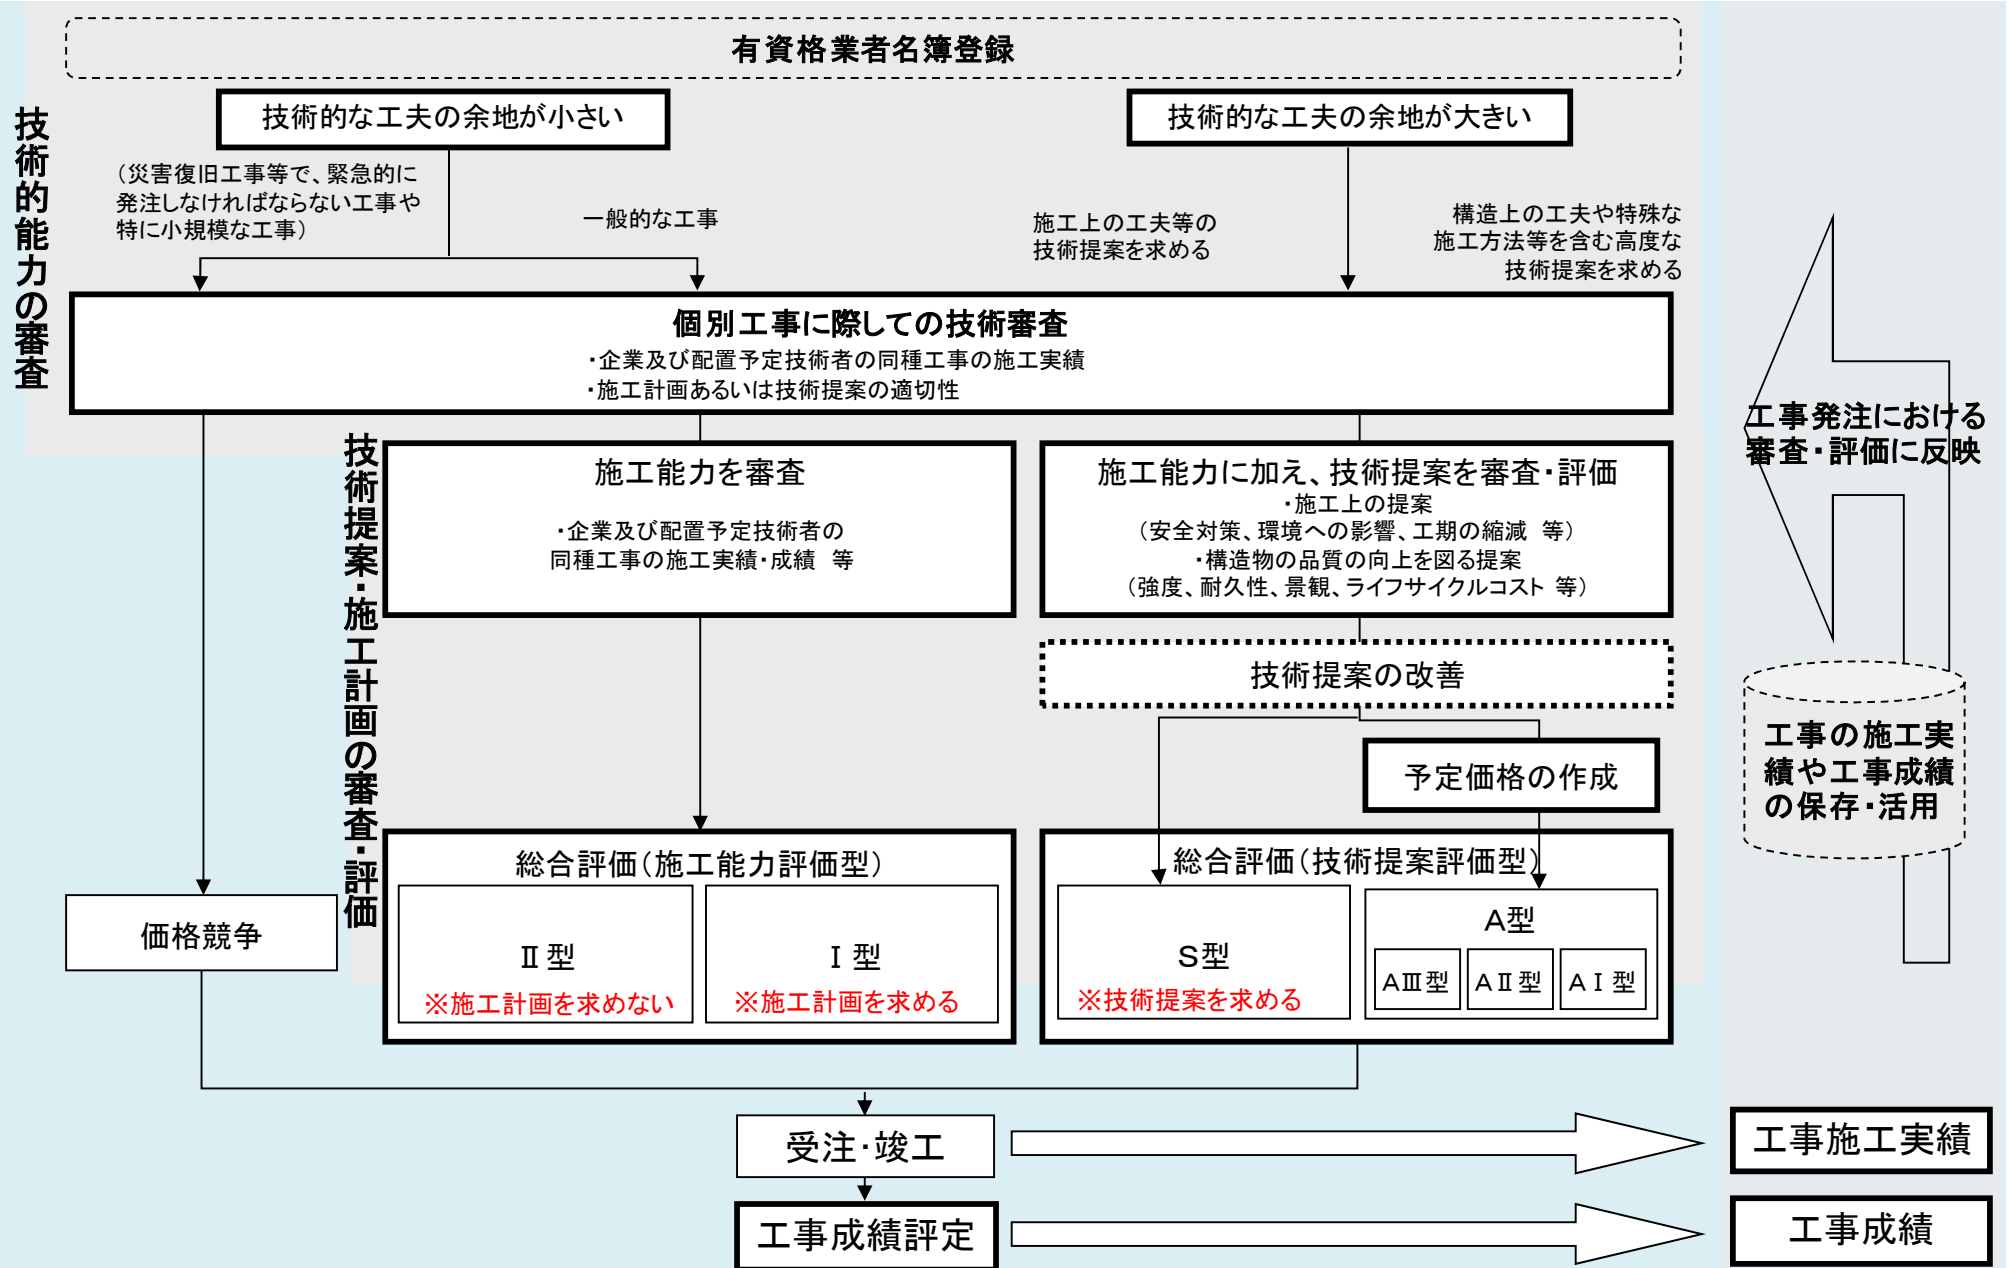 有資格業者名簿登録
技術的能力の審査
技術的な工夫の余地が小さい
技術的な工夫の余地が大きい
（災害復旧工事等で、緊急的に
発注しなければならない工事や
特に小規模な工事）
一般的な工事
施工上の工夫等の
技術提案を求める
構造上の工夫や特殊な
施工方法等を含む高度な
技術提案を求める
個別工事に際しての技術審査
・企業及び配置予定技術者の同種工事の施工実績
・施工計画あるいは技術提案の適切性
技術提案・施工計画の審査・評価
施工能力を審査
・企業及び配置予定技術者の
同種工事の施工実績・成績 等
施工能力に加え、技術提案を審査・評価
・施工上の提案
（安全対策、環境への影響、工期の縮減 等）
・構造物の品質の向上を図る提案
（強度、耐久性、景観、ライフサイクルコスト 等）
技術提案の改善
予定価格の作成
価格競争
総合評価（施工能力評価型）
Ⅱ型
※施工計画を求めない
Ⅰ型
※施工計画を求める
総合評価（技術提案評価型）
S型
※技術提案を求める
A型
AⅢ型
AⅡ型
AⅠ型
受注・竣工
工事成績評定
工事発注における
審査・評価に反映
工事の施工実
績や工事成績
の保存・活用
工事施工実績
工事成績